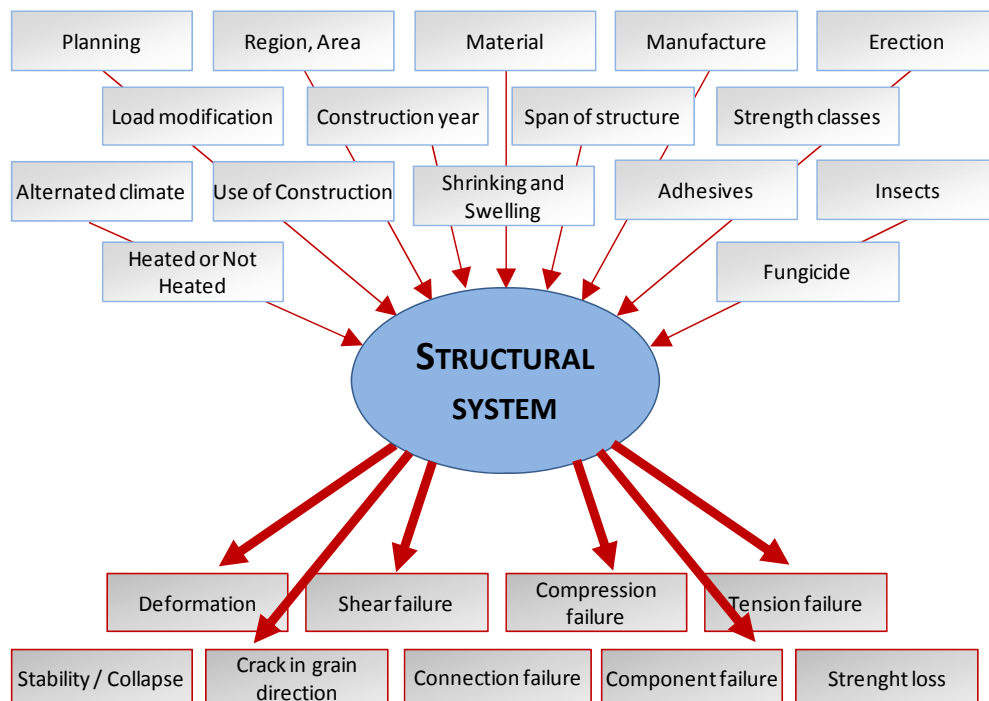 Planning
Region, Area
Material
Manufacture
Erection
Load modification
Construction year
Span of structure
Strength classes
Alternated climate
Use of Construction
Shrinking and
Swelling
Adhesives
Insects
Heated or Not
Heated
Fungicide
STRUCTURAL
SYSTEM
Deformation
Shear failure
Compression
failure
Tension failure
Stability / Collapse
Crack in grain
direction
Connection failure
Component failure
Strenght loss